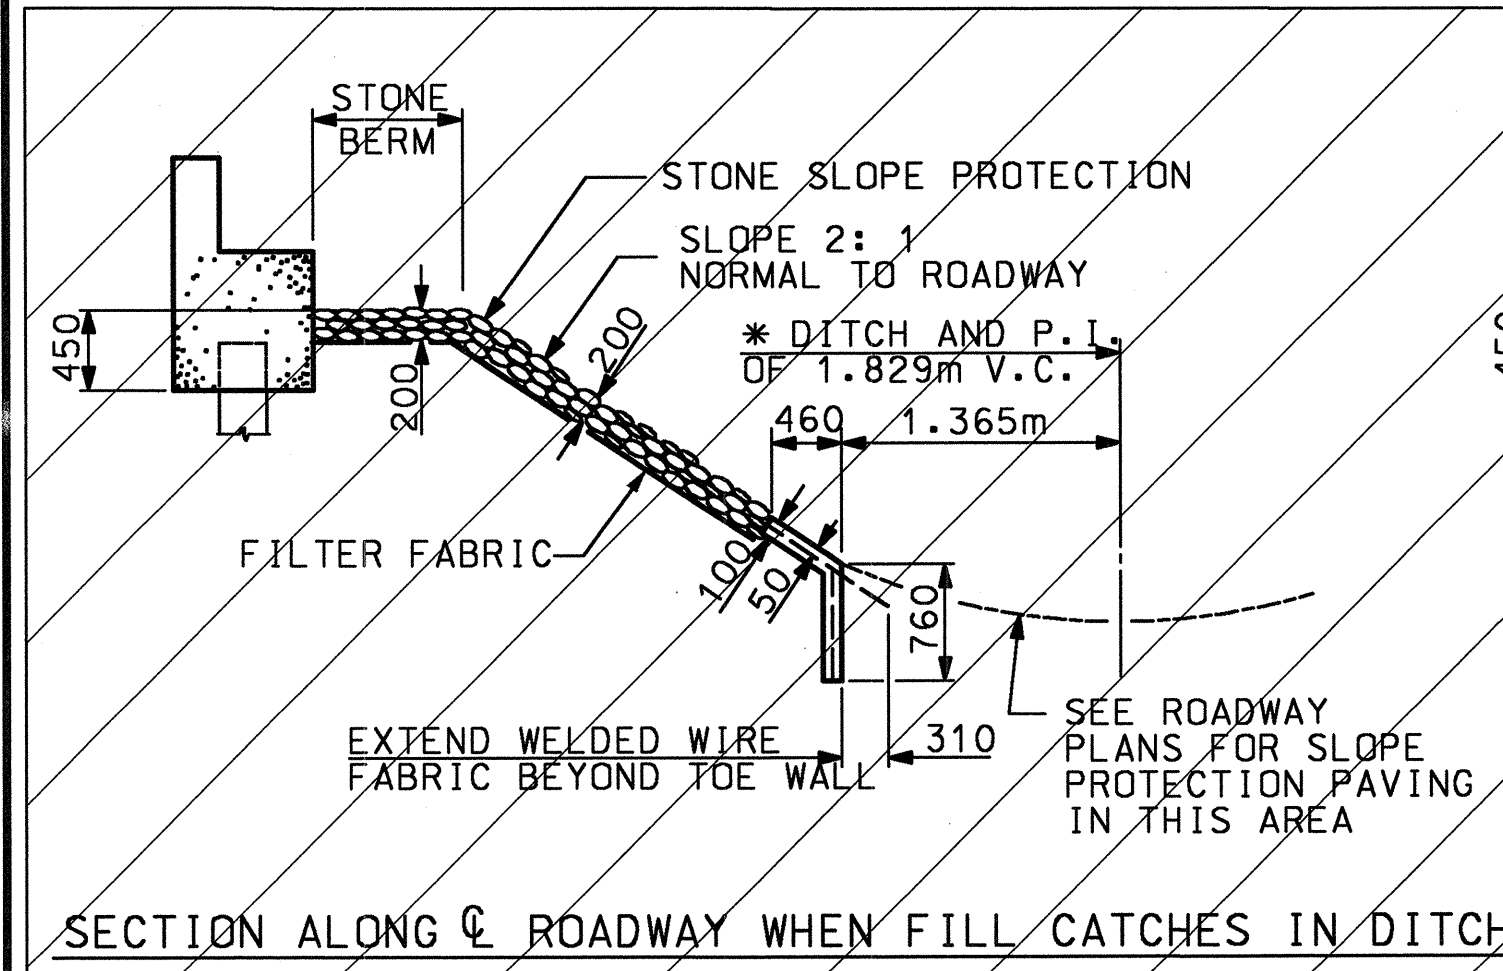 STONE
BERM
STONE SLOPE PROTECTION
SLOPE 2: 1
NORMAL TO ROADWAY
* DITCH AND P.I.
OF 1.829m V.C.
450
200
200
460
1.365m
FILTER FABRIC
100
50
760
EXTEND WELDED WIRE
FABRIC BEYOND TOE WALL
310
SEE ROADWAY
PLANS FOR SLOPE
PROTECTION PAVING
IN THIS AREA
SECTION ALONG ℄ ROADWAY WHEN FILL CATCHES IN DITCH